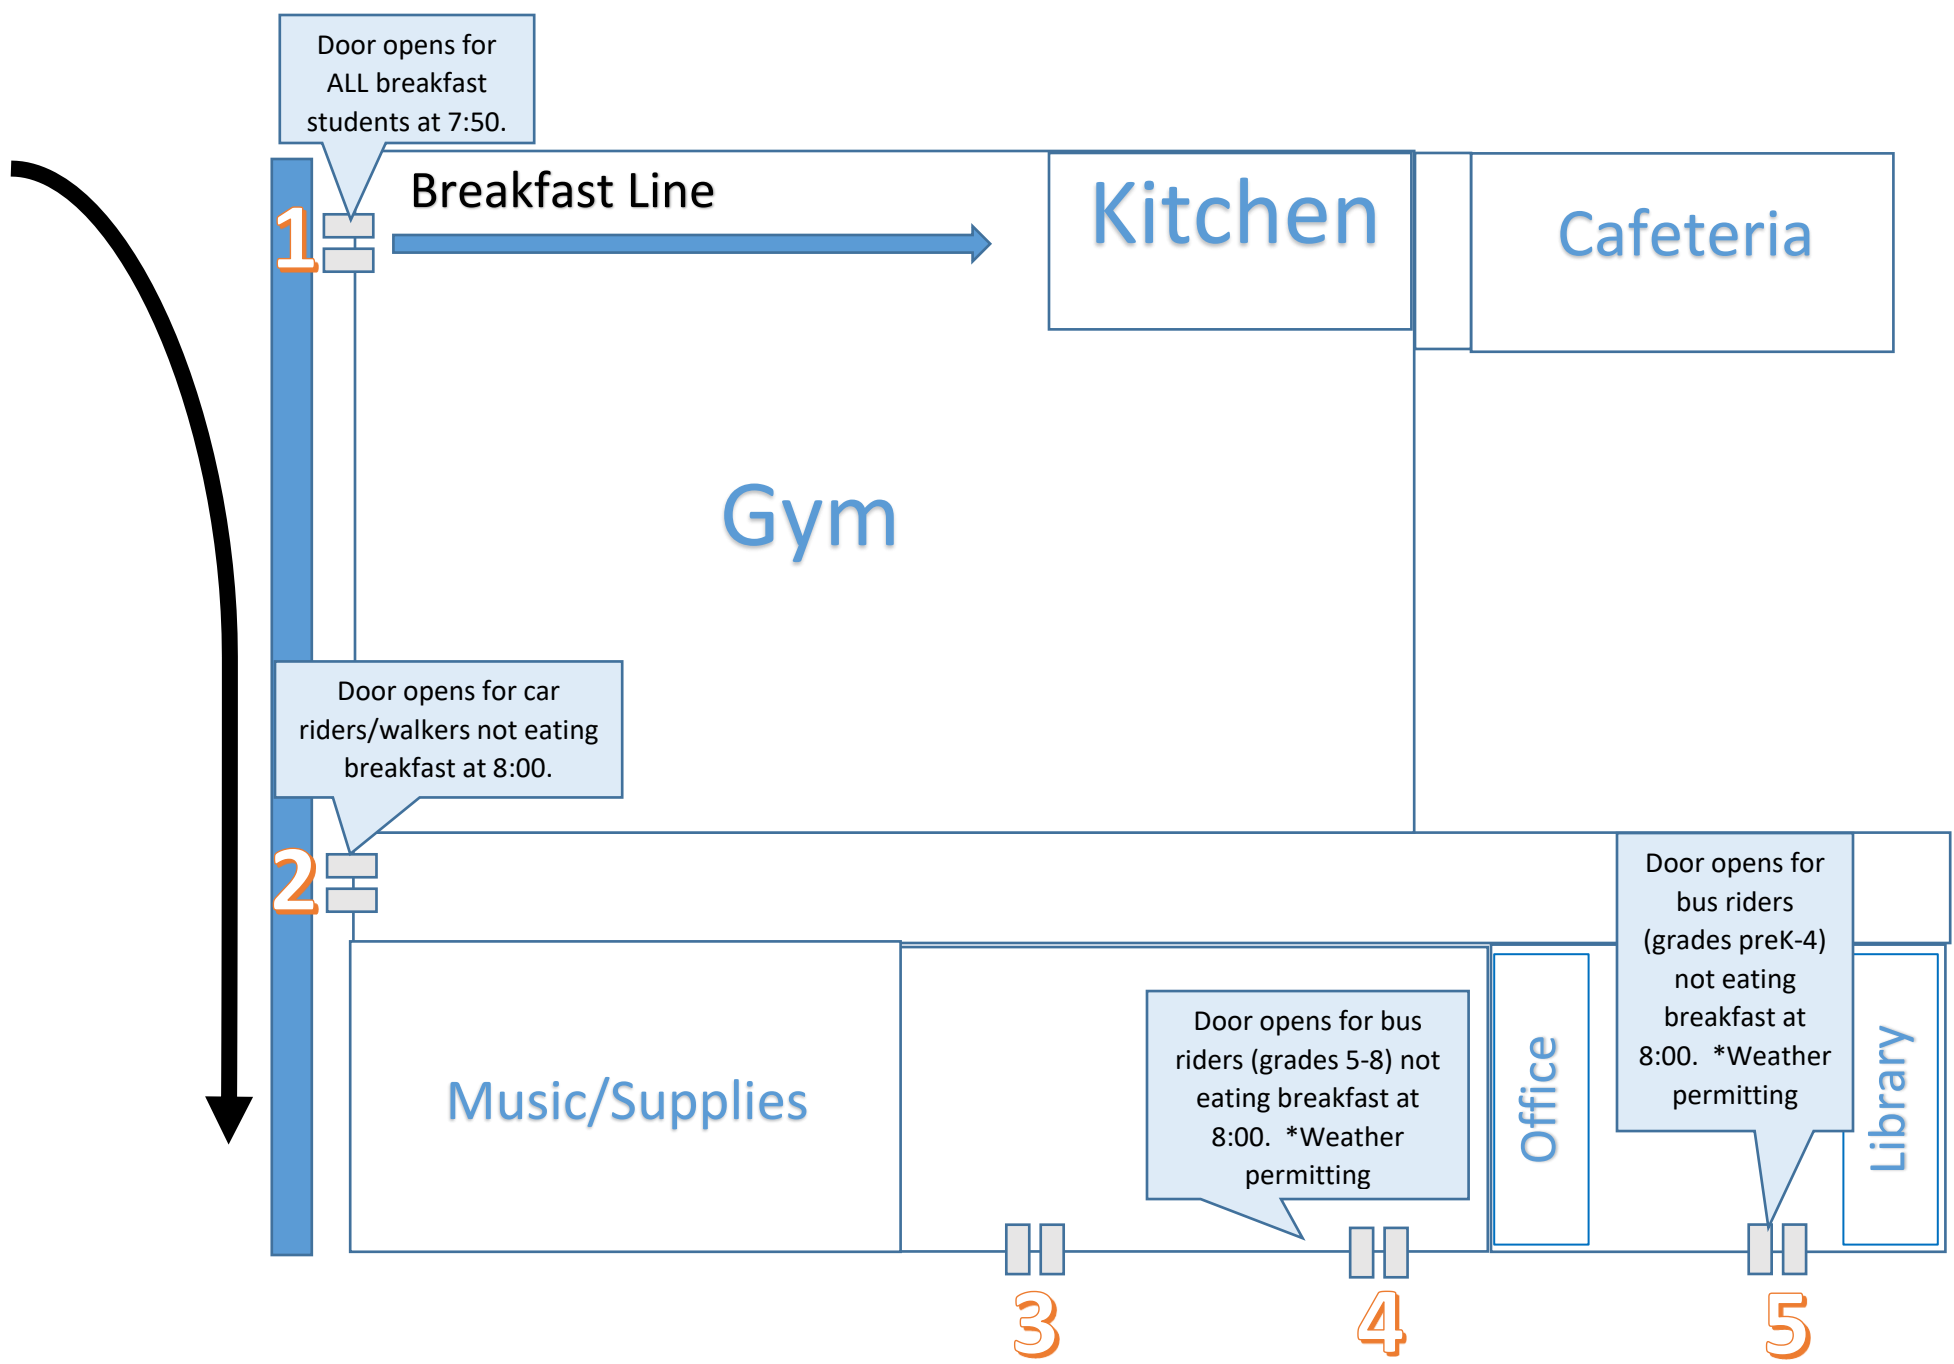 Door opens for
ALL breakfast
students at 7:50.
Breakfast Line
Kitchen
Cafeteria
1
Gym
Door opens for car
riders/walkers not eating
breakfast at 8:00.
2
Door opens for
bus riders
(grades preK-4)
not eating
breakfast at
8:00.  *Weather
permitting
Music/Supplies
Door opens for bus
riders (grades 5-8) not
eating breakfast at
8:00.  *Weather
permitting
Office
Library
3
4
5